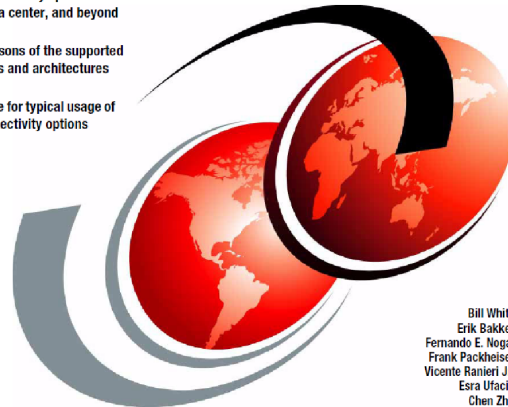 a center, and beyond
sons of the supported
s and architectures
e for typical usage of
ectivity options
Bill Whit
Erik Bakke
Fernando E. Noga
Frank Packheise
Vicente Ranieri J
Esra Ufaci
Chen Zh